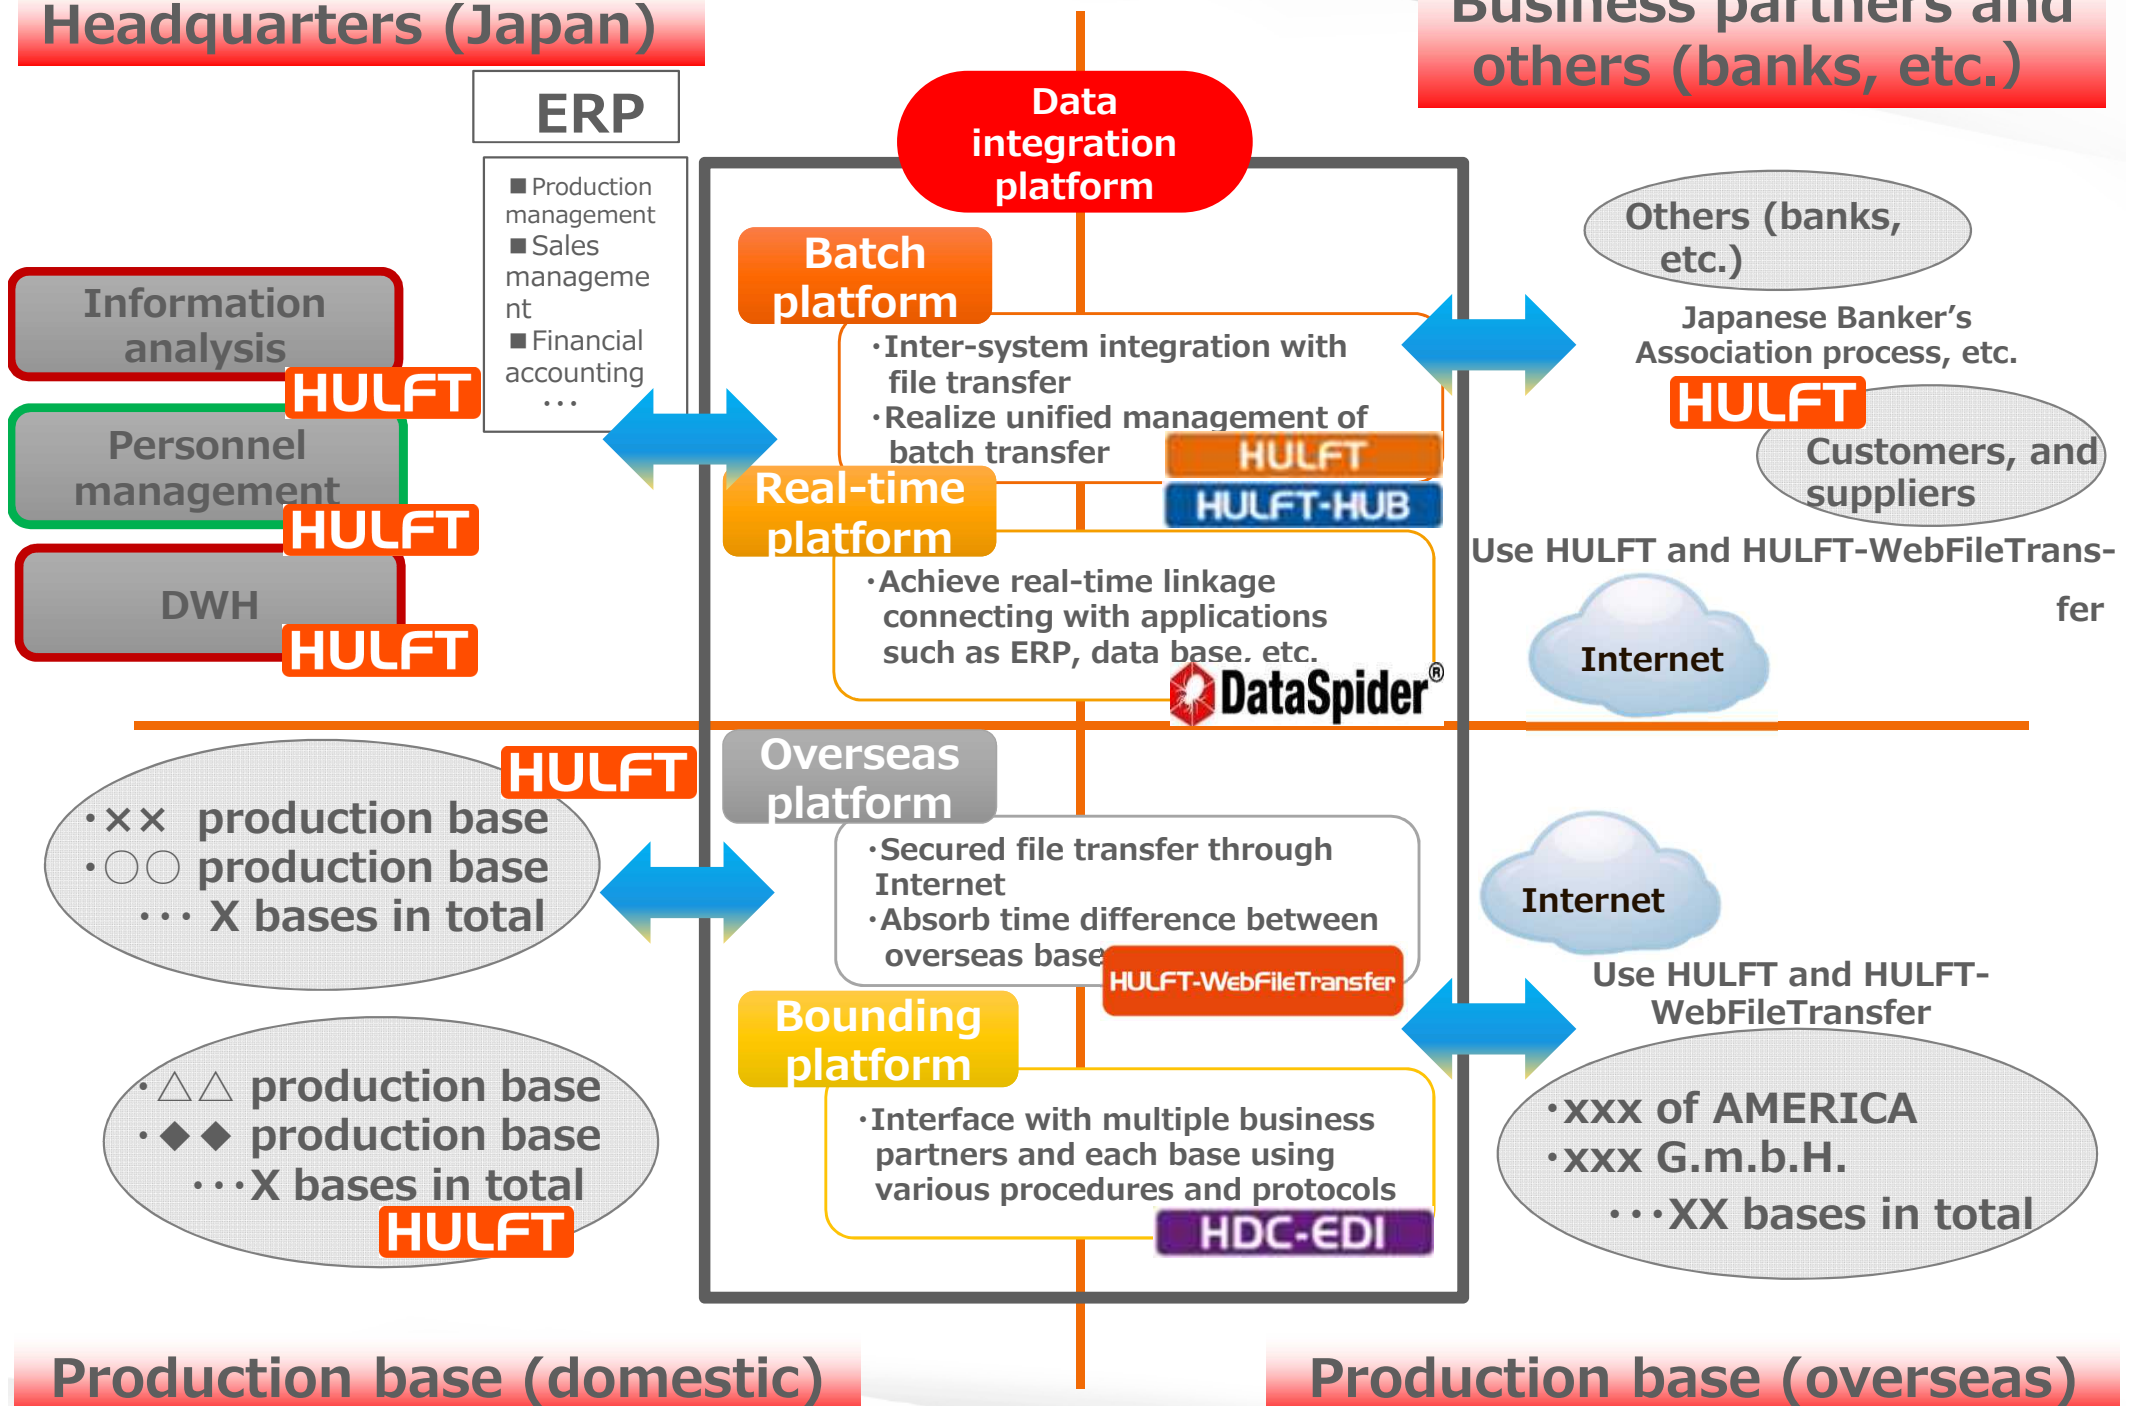 Headquarters (Japan)
Business partners and
others (banks, etc.)
ERP
■Production
management
■Sales
manageme
nt
■Financial
accounting
･･･
Information
analysis
HULFT
Personnel
management
HULFT
DWH
HULFT
Data
integration
platform
Batch
platform
･Inter-system integration with
file transfer
･Realize unified management of
batch transfer
HULFT
HULFT-HUB
Real-time
platform
･Achieve real-time linkage
connecting with applications
such as ERP, data base, etc.
DataSpider®
Others (banks,
etc.)
Japanese Banker’s
Association process, etc.
HULFT
Customers, and
suppliers
Use HULFT and HULFT-WebFileTrans-
fer
Internet
HULFT
･×× production base
･○○ production base
･･･ X bases in total
･△△ production base
･◆◆ production base
･･･X bases in total
HULFT
Overseas
platform
･Secured file transfer through
Internet
･Absorb time difference between
overseas base
HULFT-WebFileTransfer
Bounding
platform
･Interface with multiple business
partners and each base using
various procedures and protocols
HDC-EDI
Internet
Use HULFT and HULFT-
WebFileTransfer
･xxx of AMERICA
･xxx G.m.b.H.
･･･XX bases in total
Production base (domestic)
Production base (overseas)